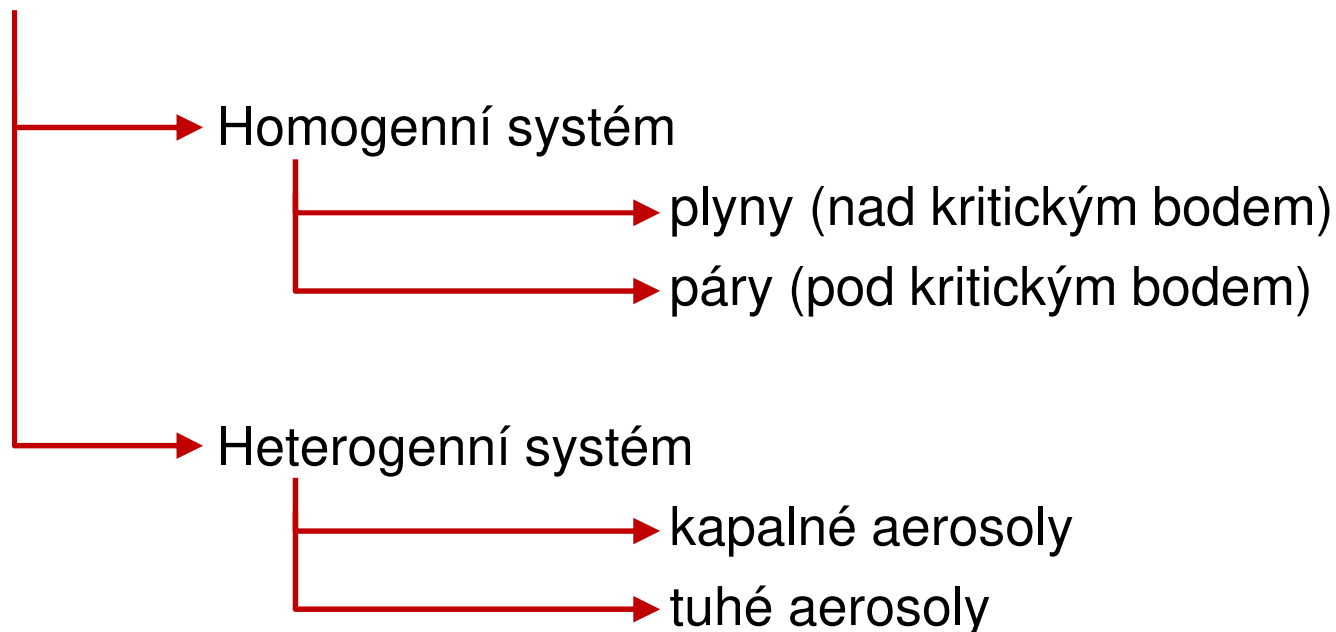 Homogenní systém
plyny (nad kritickým bodem)
páry (pod kritickým bodem)
Heterogenní systém
kapalné aerosoly
tuhé aerosoly